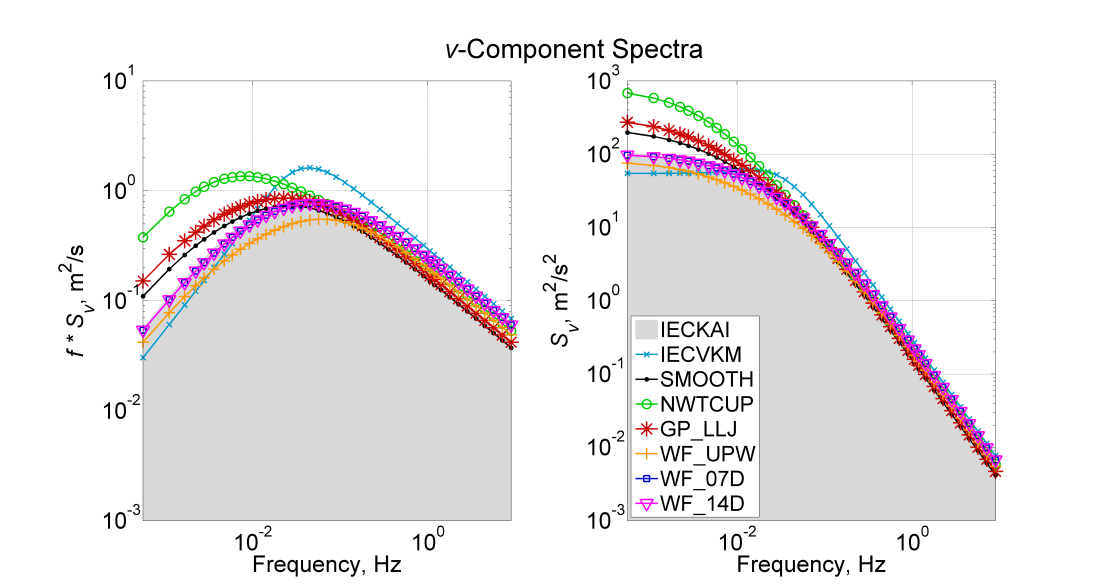 v-Component Spectra
10^1
10^0
10^-1
10^-2
10^-3
10^-2
10^0
Frequency, Hz
f * S_v, m^2/s
10^3
10^2
10^1
10^0
10^-1
10^-2
10^-3
10^-2
10^0
Frequency, Hz
S_v, m^2/s^2
IECKAI
IECVKM
SMOOTH
NWTCUP
GP_LLJ
WF_UPW
WF_07D
WF_14D